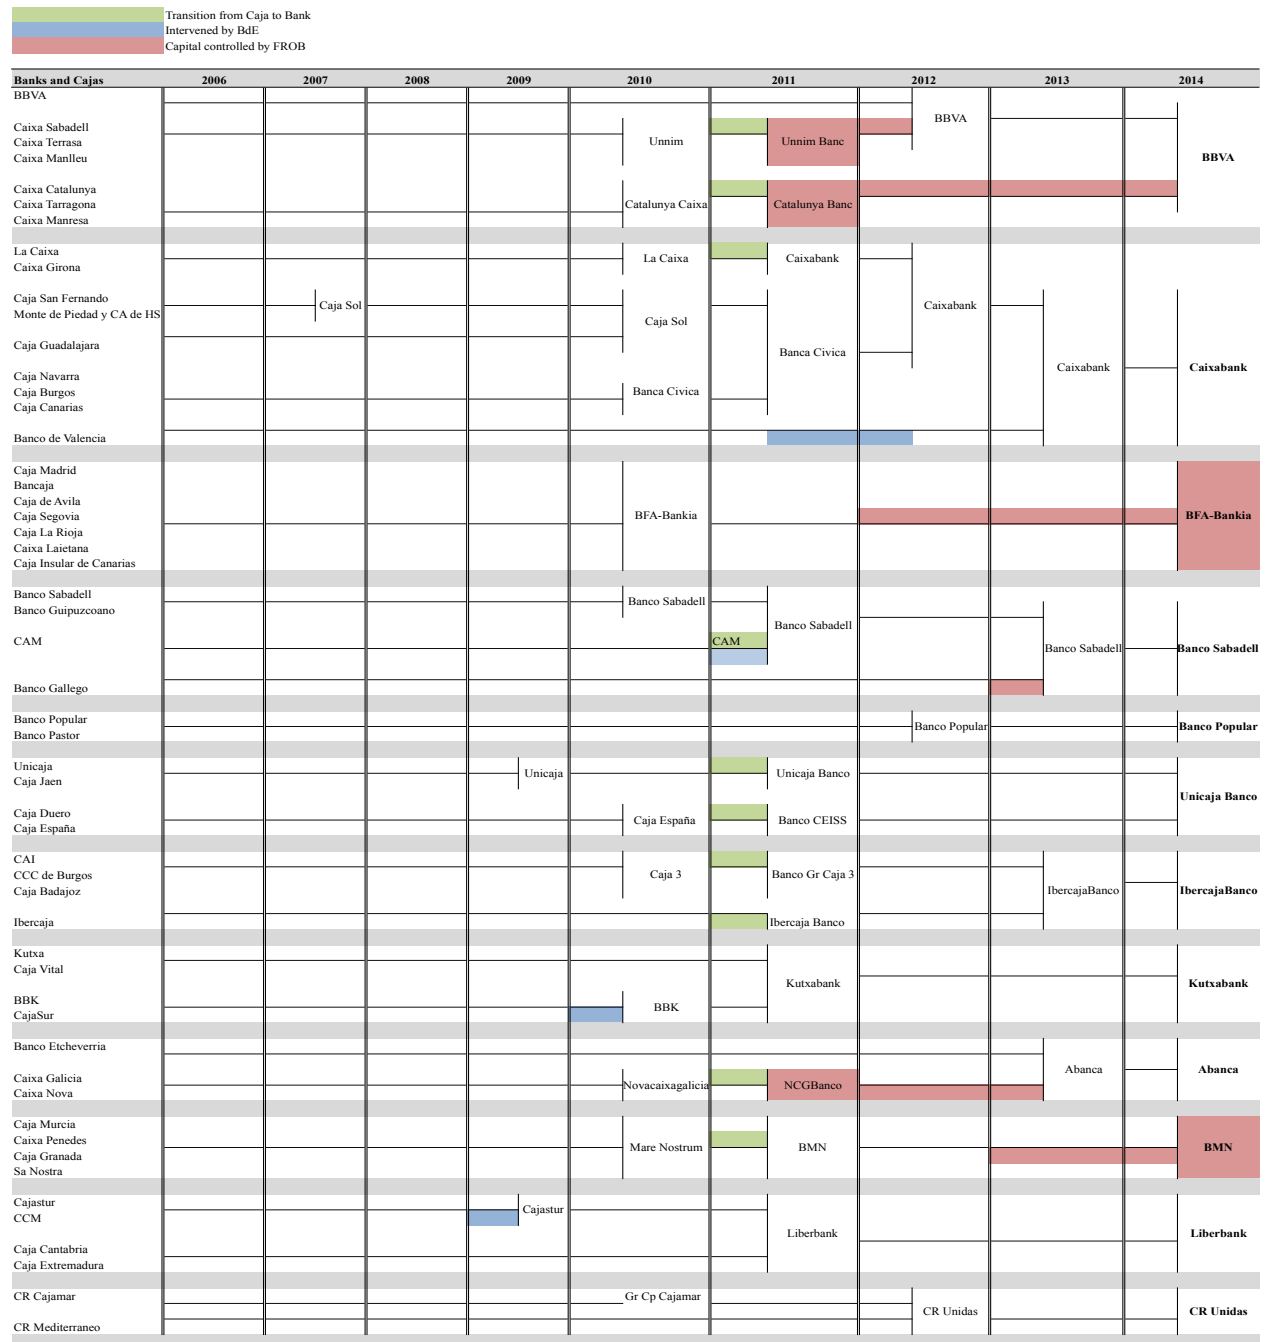 Transition from Caja to Bank
Intervened by BdE
Capital controlled by FROB
Banks and Cajas 2006 2007 2008 2009 2010 2011 2012 2013 2014
BBVA
BBVA
Caixa Sabadell
Caixa Terrasa Unnim Unnim Banc
Caixa Manlleu
BBVA
Caixa Catalunya
Caixa Tarragona Catalunya Caixa Catalunya Banc
Caixa Manresa
La Caixa La Caixa Caixabank
Caixa Girona
Caja San Fernando Caja Sol Caixabank
Monte de Piedad y CA de HS
Caja Sol
Caja Guadalajara
Banca Civica
Caixabank Caixabank
Caja Navarra
Caja Burgos Banca Civica
Caja Canarias
Banco de Valencia
Caja Madrid
Bancaja
Caja de Avila
Caja Segovia BFA-Bankia BFA-Bankia
Caja La Rioja
Caixa Laietana
Caja Insular de Canarias
Banco Sabadell Banco Sabadell
Banco Guipuzcoano
Banco Sabadell
CAM CAM
Banco Sabadell Banco Sabadell
Banco Gallego
Banco Popular Banco Popular Banco Popular
Banco Pastor
Unicaja Unicaja Unicaja Banco
Caja Jaen
Unicaja Banco
Caja Duero Caja España Banco CEISS
Caja España
CAI
CCC de Burgos Caja 3 Banco Gr Caja 3
Caja Badajoz IbercajaBanco IbercajaBanco
Ibercaja Ibercaja Banco
Kutxa
Caja Vital
Kutxabank Kutxabank
BBK BBK
CajaSur
Banco Etcheverria
Abanca Abanca
Caixa Galicia Novacaixagalicia NCGBanco
Caixa Nova
Caja Murcia
Caixa Penedes Mare Nostrum BMN BMN
Caja Granada
Sa Nostra
Cajastur Cajastur
CCM
Liberbank Liberbank
Caja Cantabria
Caja Extremadura
CR Cajamar Gr Cp Cajamar
CR Unidas CR Unidas
CR Mediterraneo